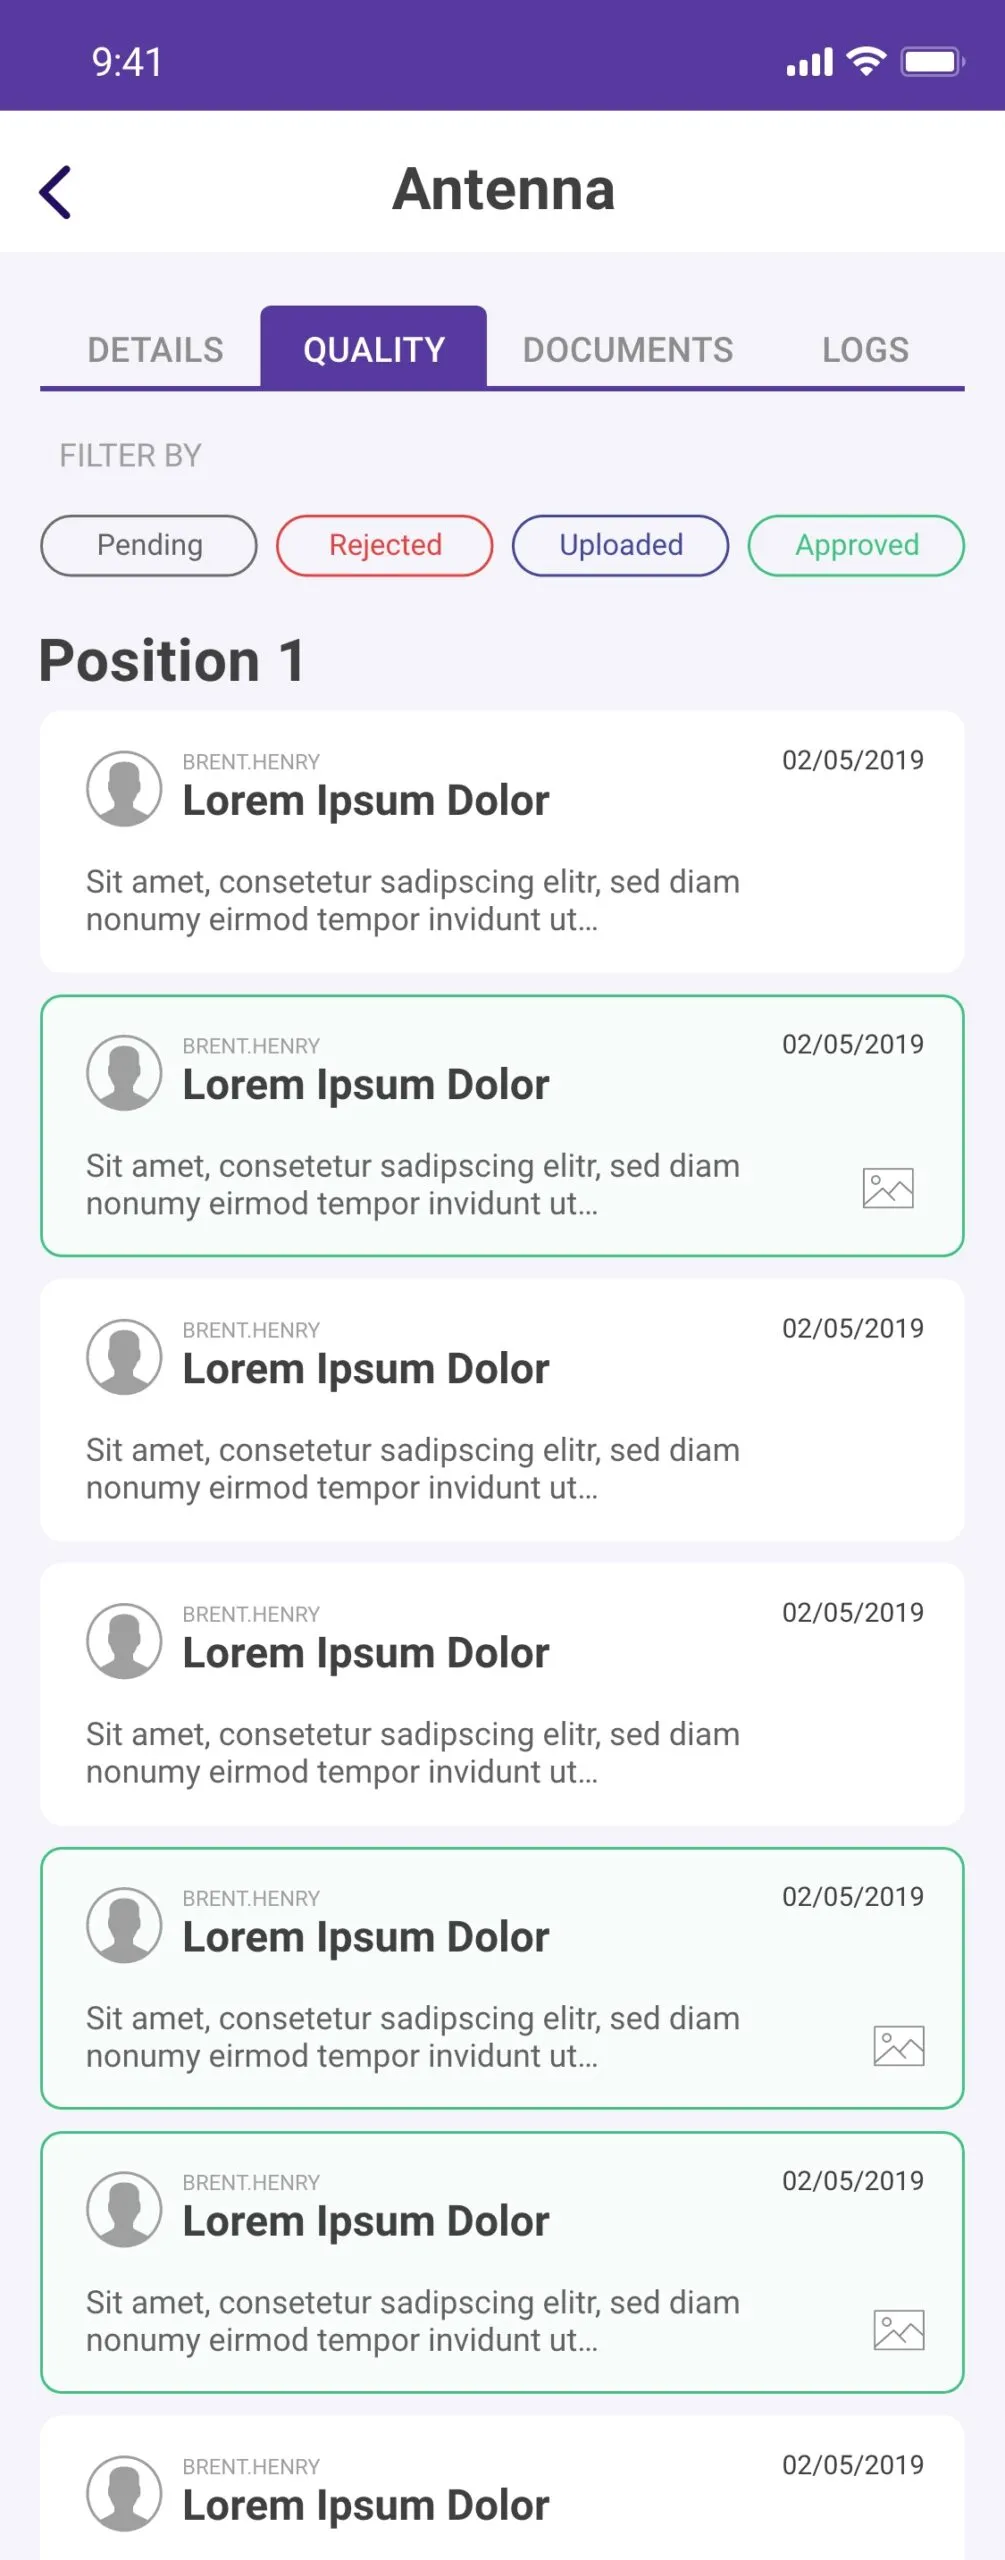 9:41
Antenna
DETAILS QUALITY DOCUMENTS LOGS
FILTER BY
Pending Rejected Uploaded Approved
Position 1
BRENT.HENRY 02/05/2019
Lorem Ipsum Dolor
Sit amet, consetetur sadipscing elitr, sed diam
nonumy eirmod tempor invidunt ut...
BRENT.HENRY 02/05/2019
Lorem Ipsum Dolor
Sit amet, consetetur sadipscing elitr, sed diam
nonumy eirmod tempor invidunt ut...
BRENT.HENRY 02/05/2019
Lorem Ipsum Dolor
Sit amet, consetetur sadipscing elitr, sed diam
nonumy eirmod tempor invidunt ut...
BRENT.HENRY 02/05/2019
Lorem Ipsum Dolor
Sit amet, consetetur sadipscing elitr, sed diam
nonumy eirmod tempor invidunt ut...
BRENT.HENRY 02/05/2019
Lorem Ipsum Dolor
Sit amet, consetetur sadipscing elitr, sed diam
nonumy eirmod tempor invidunt ut...
BRENT.HENRY 02/05/2019
Lorem Ipsum Dolor
Sit amet, consetetur sadipscing elitr, sed diam
nonumy eirmod tempor invidunt ut...
BRENT.HENRY 02/05/2019
Lorem Ipsum Dolor